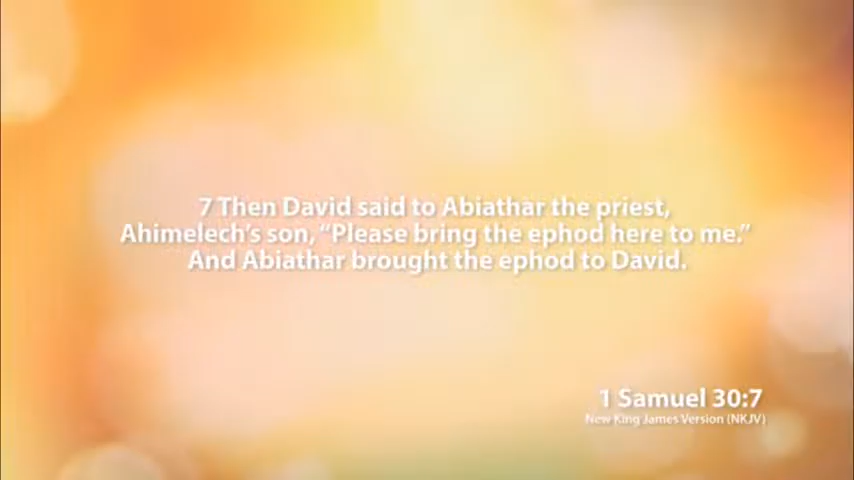 7 Then David said to Abiathar the priest,
Ahimelech's son, “Please bring the ephod here to me.”
And Abiathar brought the ephod to David.
1 Samuel 30:7
New King James Version (NKJV)